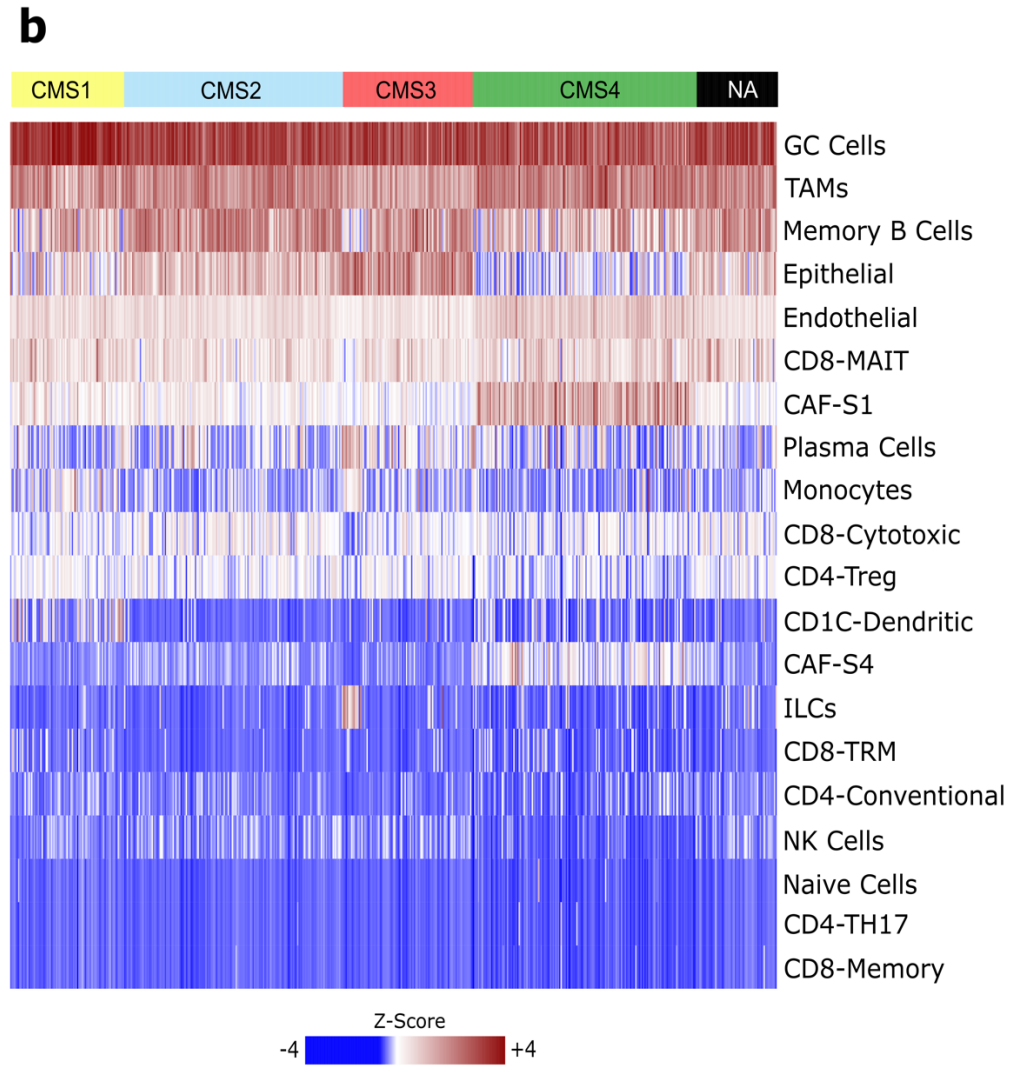 b
CMS1 CMS2 CMS3 CMS4 NA
GC Cells
TAMs
Memory B Cells
Epithelial
Endothelial
CD8-MAIT
CAF-S1
Plasma Cells
Monocytes
CD8-Cytotoxic
CD4-Treg
CD1C-Dendritic
CAF-S4
ILCs
CD8-TRM
CD4-Conventional
NK Cells
Naive Cells
CD4-TH17
CD8-Memory
Z-Score
-4 +4